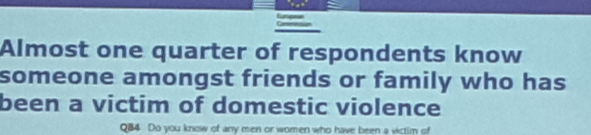 European
Commission
Almost one quarter of respondents know
someone amongst friends or family who has
been a victim of domestic violence
QB4 Do you know of any men or women who have been a victim of